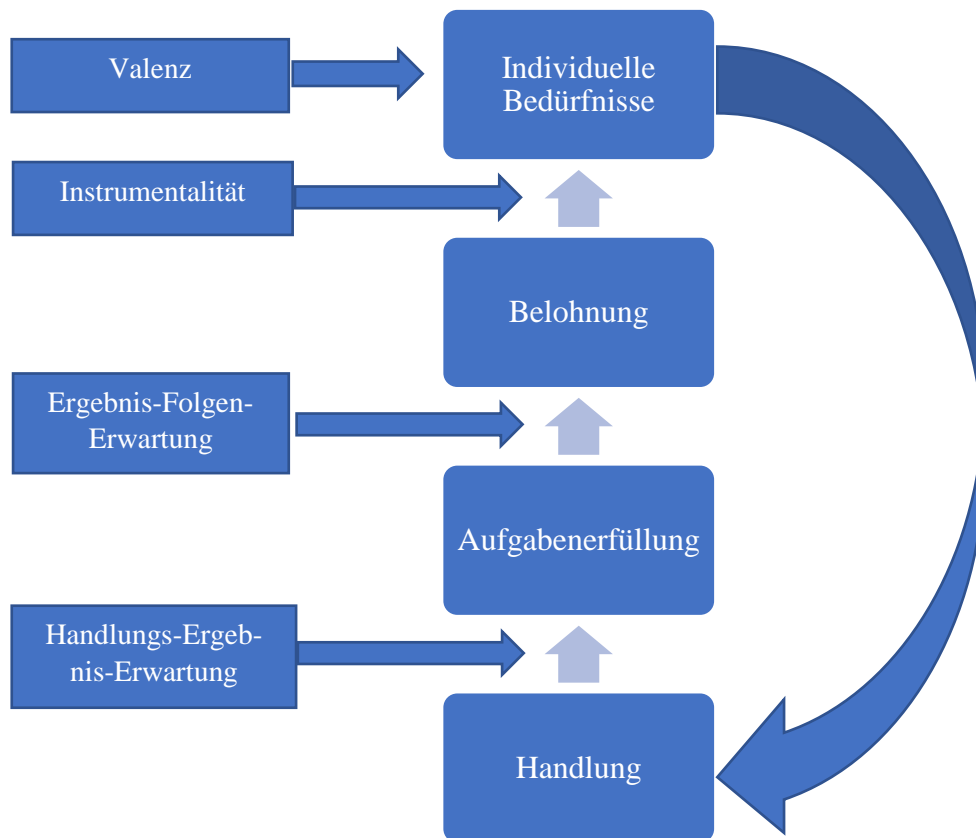 Valenz
Individuelle
Bedürfnisse
Instrumentalität
Belohnung
Ergebnis-Folgen-
Erwartung
Aufgabenerfüllung
Handlungs-Ergeb-
nis-Erwartung
Handlung